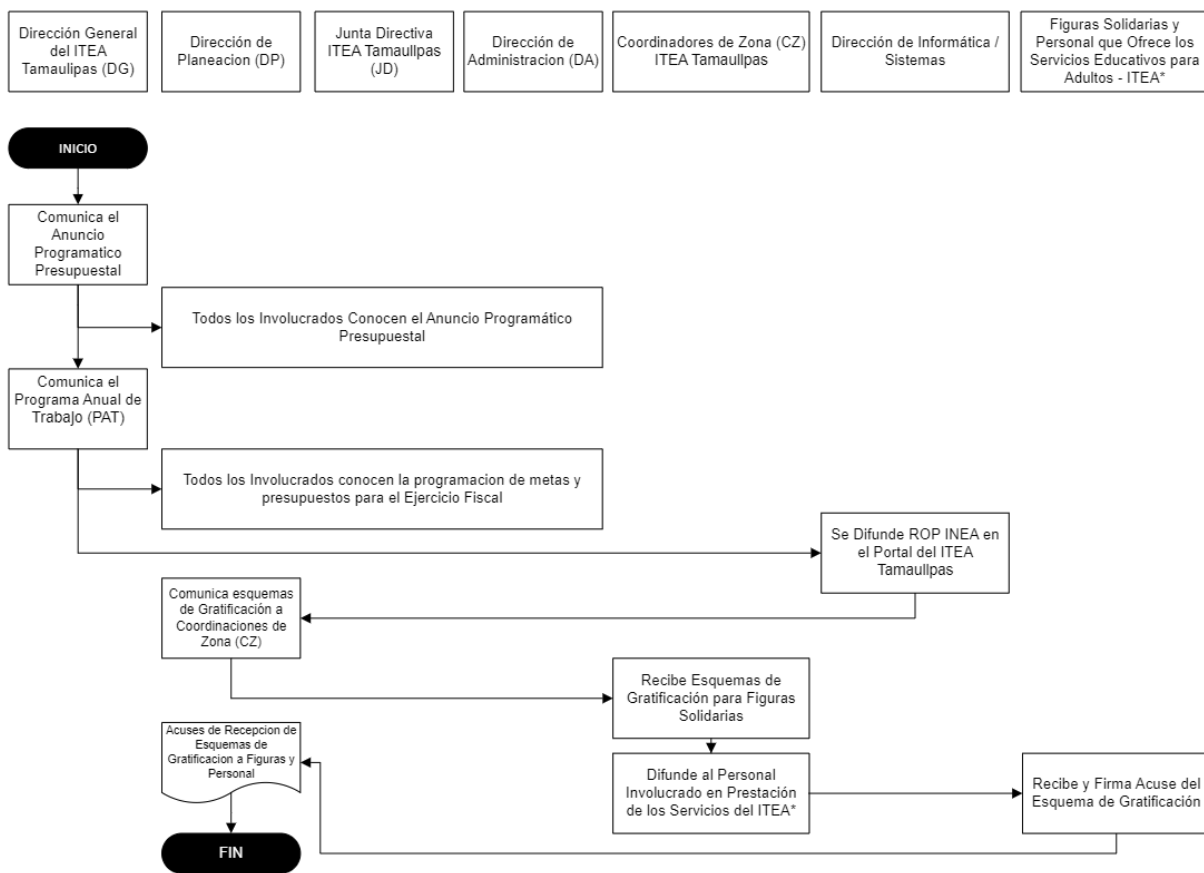 Dirección General
del ITEA
Tamaulipas (DG)
Dirección de
Planeacion (DP)
Junta Directiva
ITEA Tamaullpas
(JD)
Dirección de
Administracion (DA)
Coordinadores de Zona (CZ)
ITEA Tamaullpas
Dirección de Informática /
Sistemas
Figuras Solidarias y
Personal que Ofrece los
Servicios Educativos para
Adultos - ITEA*
INICIO
Comunica el
Anuncio
Programatico
Presupuestal
Todos los Involucrados Conocen el Anuncio Programático
Presupuestal
Comunica el
Programa Anual de
Trabajo (PAT)
Todos los Involucrados conocen la programacion de metas y
presupuestos para el Ejercicio Fiscal
Se Difunde ROP INEA en
el Portal del ITEA
Tamaullpas
Comunica esquemas
de Gratificación a
Coordinaciones de
Zona (CZ)
Recibe Esquemas de
Gratificación para Figuras
Solidarias
Acuses de Recepcion de
Esquemas de
Gratificacion a Figuras y
Personal
Difunde al Personal
Involucrado en Prestación
de los Servicios del ITEA*
Recibe y Firma Acuse del
Esquema de Gratificación
FIN